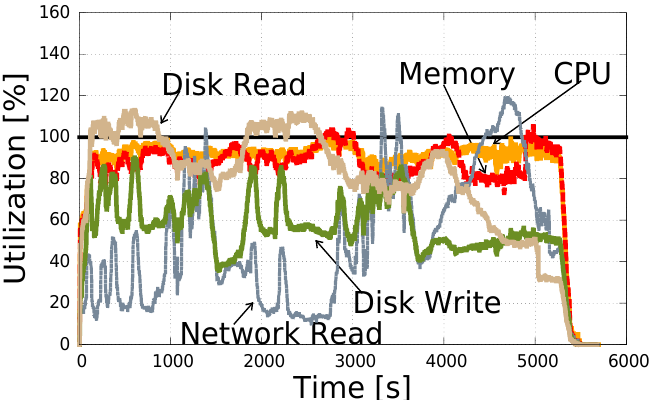 160
140
120
100
80
60
40
20
0
Utilization [%]
Disk Read
Memory
CPU
Disk Write
Network Read
0 1000 2000 3000 4000 5000 6000
Time [s]